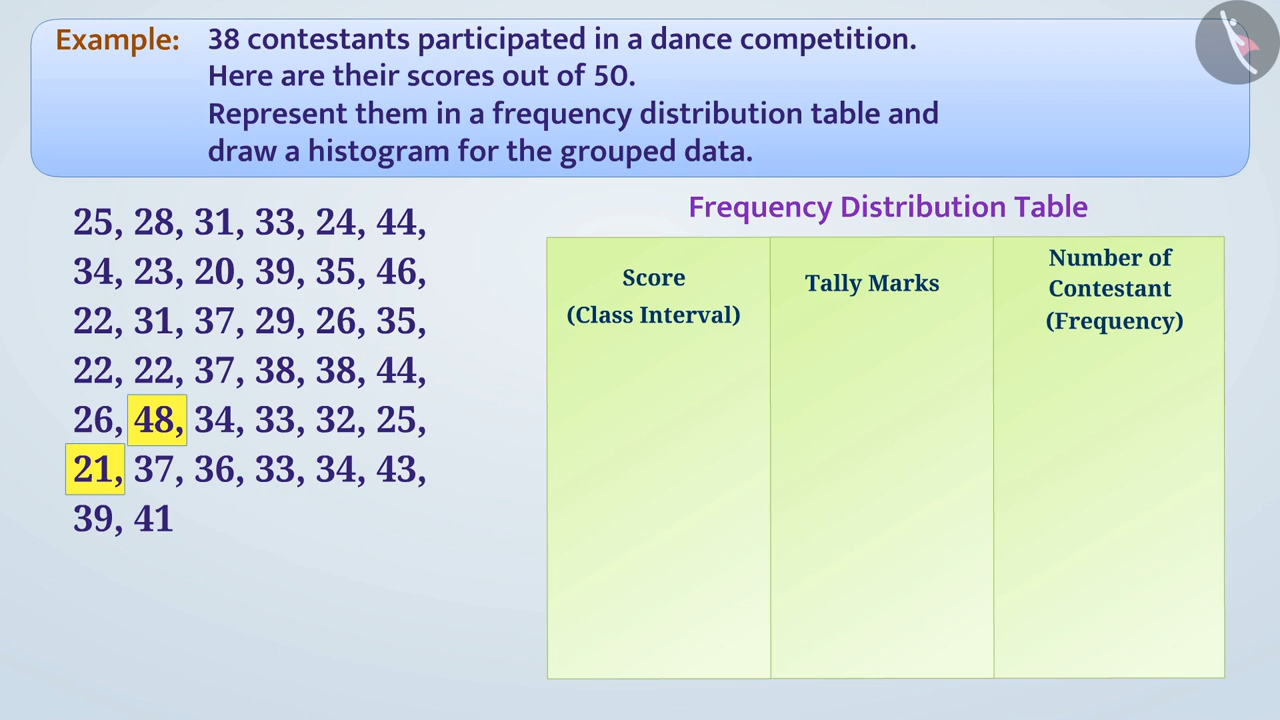 Example: 38 contestants participated in a dance competition.
Here are their scores out of 50.
Represent them in a frequency distribution table and
draw a histogram for the grouped data.
25, 28, 31, 33, 24, 44,
34, 23, 20, 39, 35, 46,
22, 31, 37, 29, 26, 35,
22, 22, 37, 38, 38, 44,
26, 48, 34, 33, 32, 25,
21, 37, 36, 33, 34, 43,
39, 41
Frequency Distribution Table
Score
(Class Interval)
Tally Marks
Number of
Contestant
(Frequency)